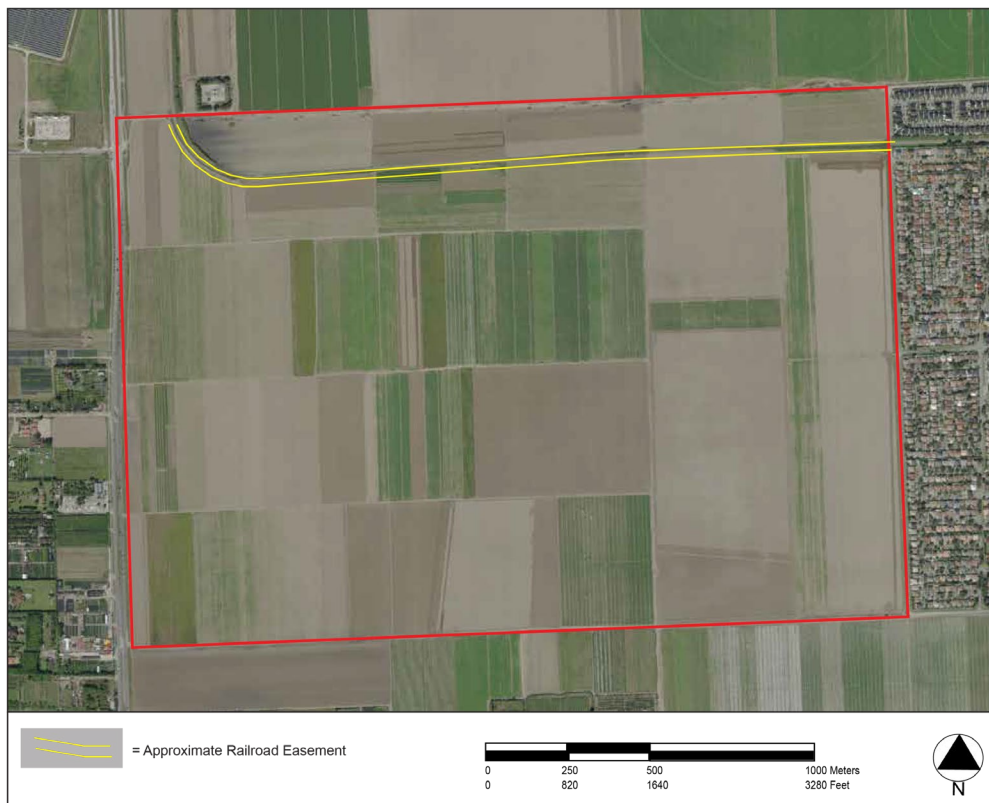 = Approximate Railroad Easement
0 250 500 1000 Meters
0 820 1640 3280 Feet
N